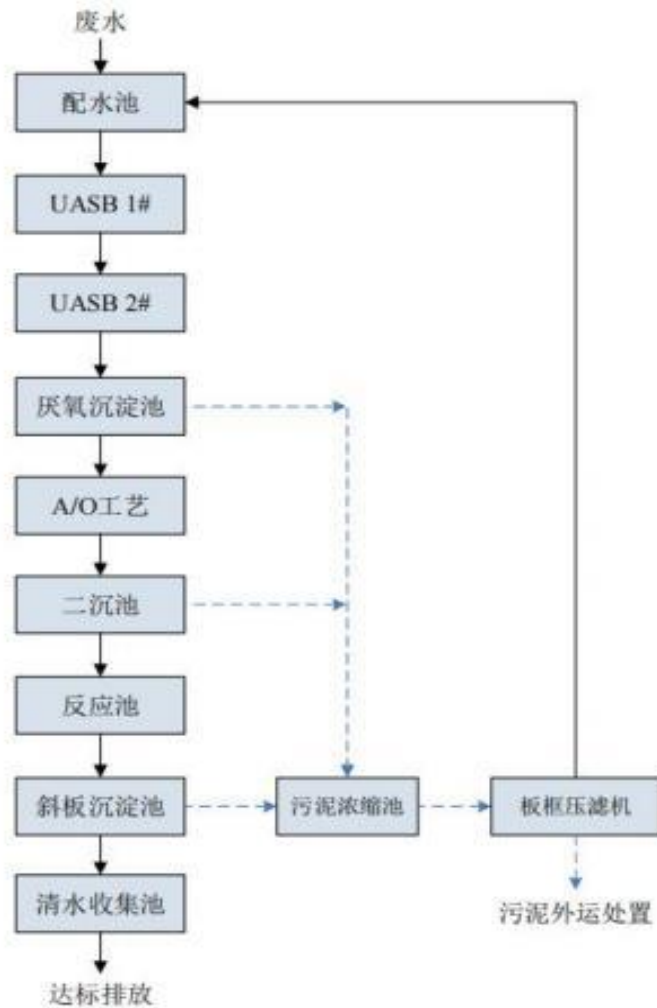 废水
配水池
UASB 1#
UASB 2#
厌氧沉淀池
A/O工艺
二沉池
反应池
斜板沉淀池
污泥浓缩池
板框压滤机
清水收集池
污泥外运处置
达标排放